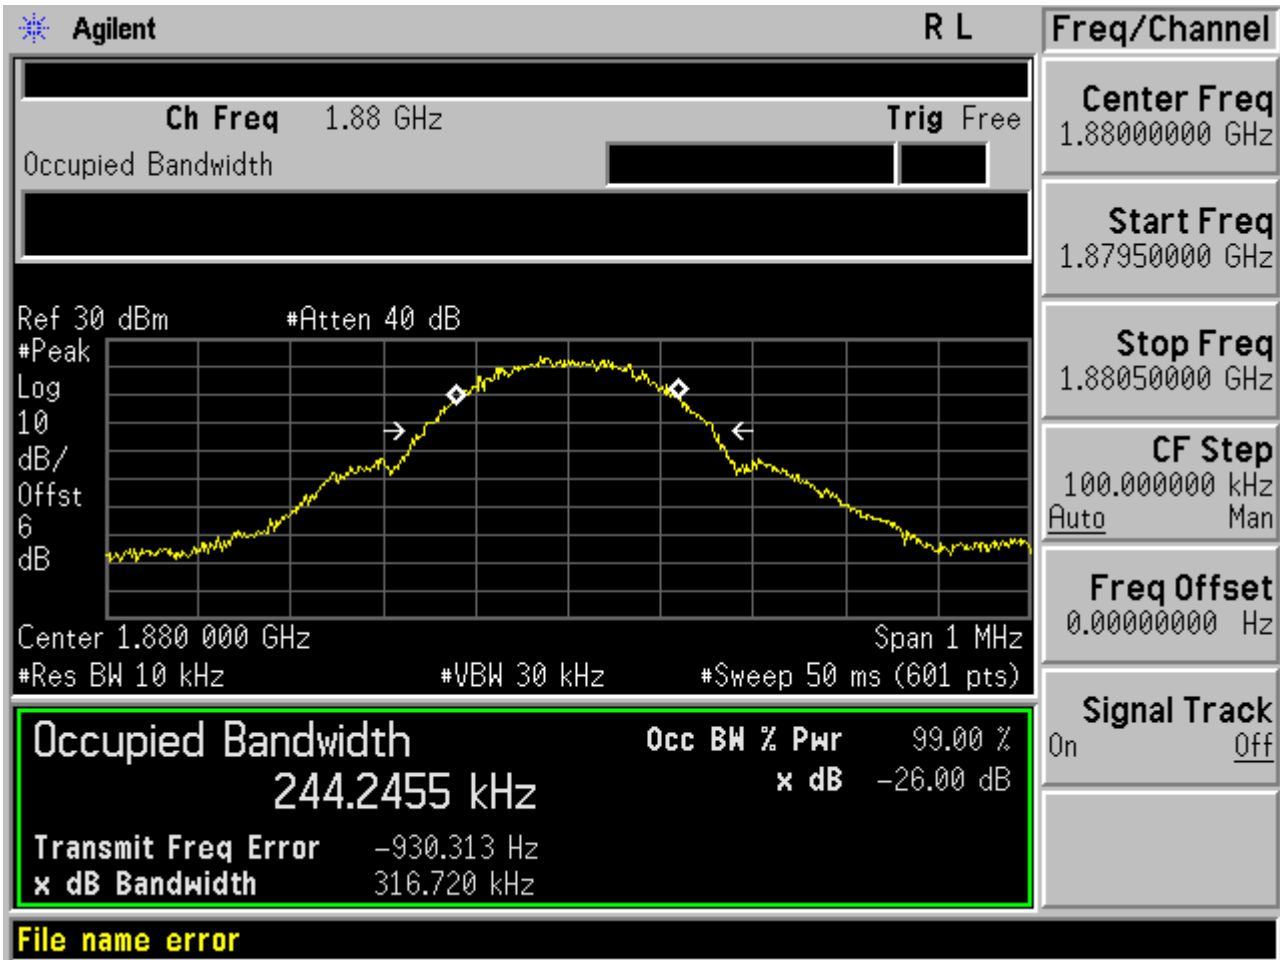 Agilent R L Freq/Channel
Ch Freq 1.88 GHz Trig Free
Occupied Bandwidth
Center Freq
1.88000000 GHz
Start Freq
1.87950000 GHz
Stop Freq
1.88050000 GHz
CF Step
100.000000 kHz
Auto Man
Freq Offset
0.00000000 Hz
Signal Track
On Off
Ref 30 dBm #Atten 40 dB
#Peak
Log
10
dB/
Offst
6
dB
Center 1.880 000 GHz Span 1 MHz
#Res BW 10 kHz #VBW 30 kHz #Sweep 50 ms (601 pts)
Occupied Bandwidth Occ BW % Pwr 99.00 %
244.2455 kHz x dB -26.00 dB
Transmit Freq Error -930.313 Hz
x dB Bandwidth 316.720 kHz
File name error